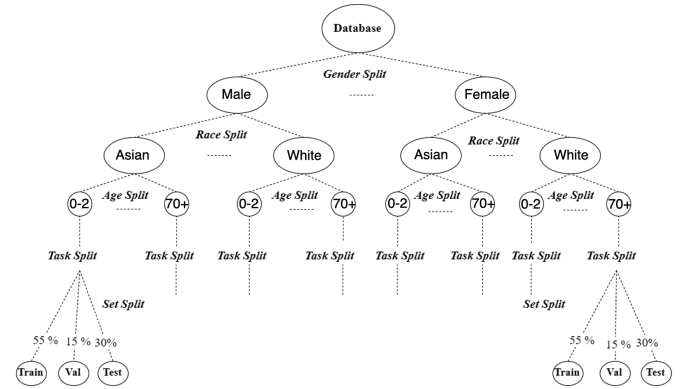 Database
Gender Split
Male
Female
Race Split
Race Split
Asian
White
Asian
White
0-2
Age Split
70+
0-2
Age Split
70+
0-2
Age Split
70+
0-2
Age Split
70+
Task Split
Task Split
Task Split
Task Split
Task Split
Task Split
Task Split
Task Split
Set Split
Set Split
55 %
15 %
30%
55 %
15 %
30%
Train
Val
Test
Train
Val
Test